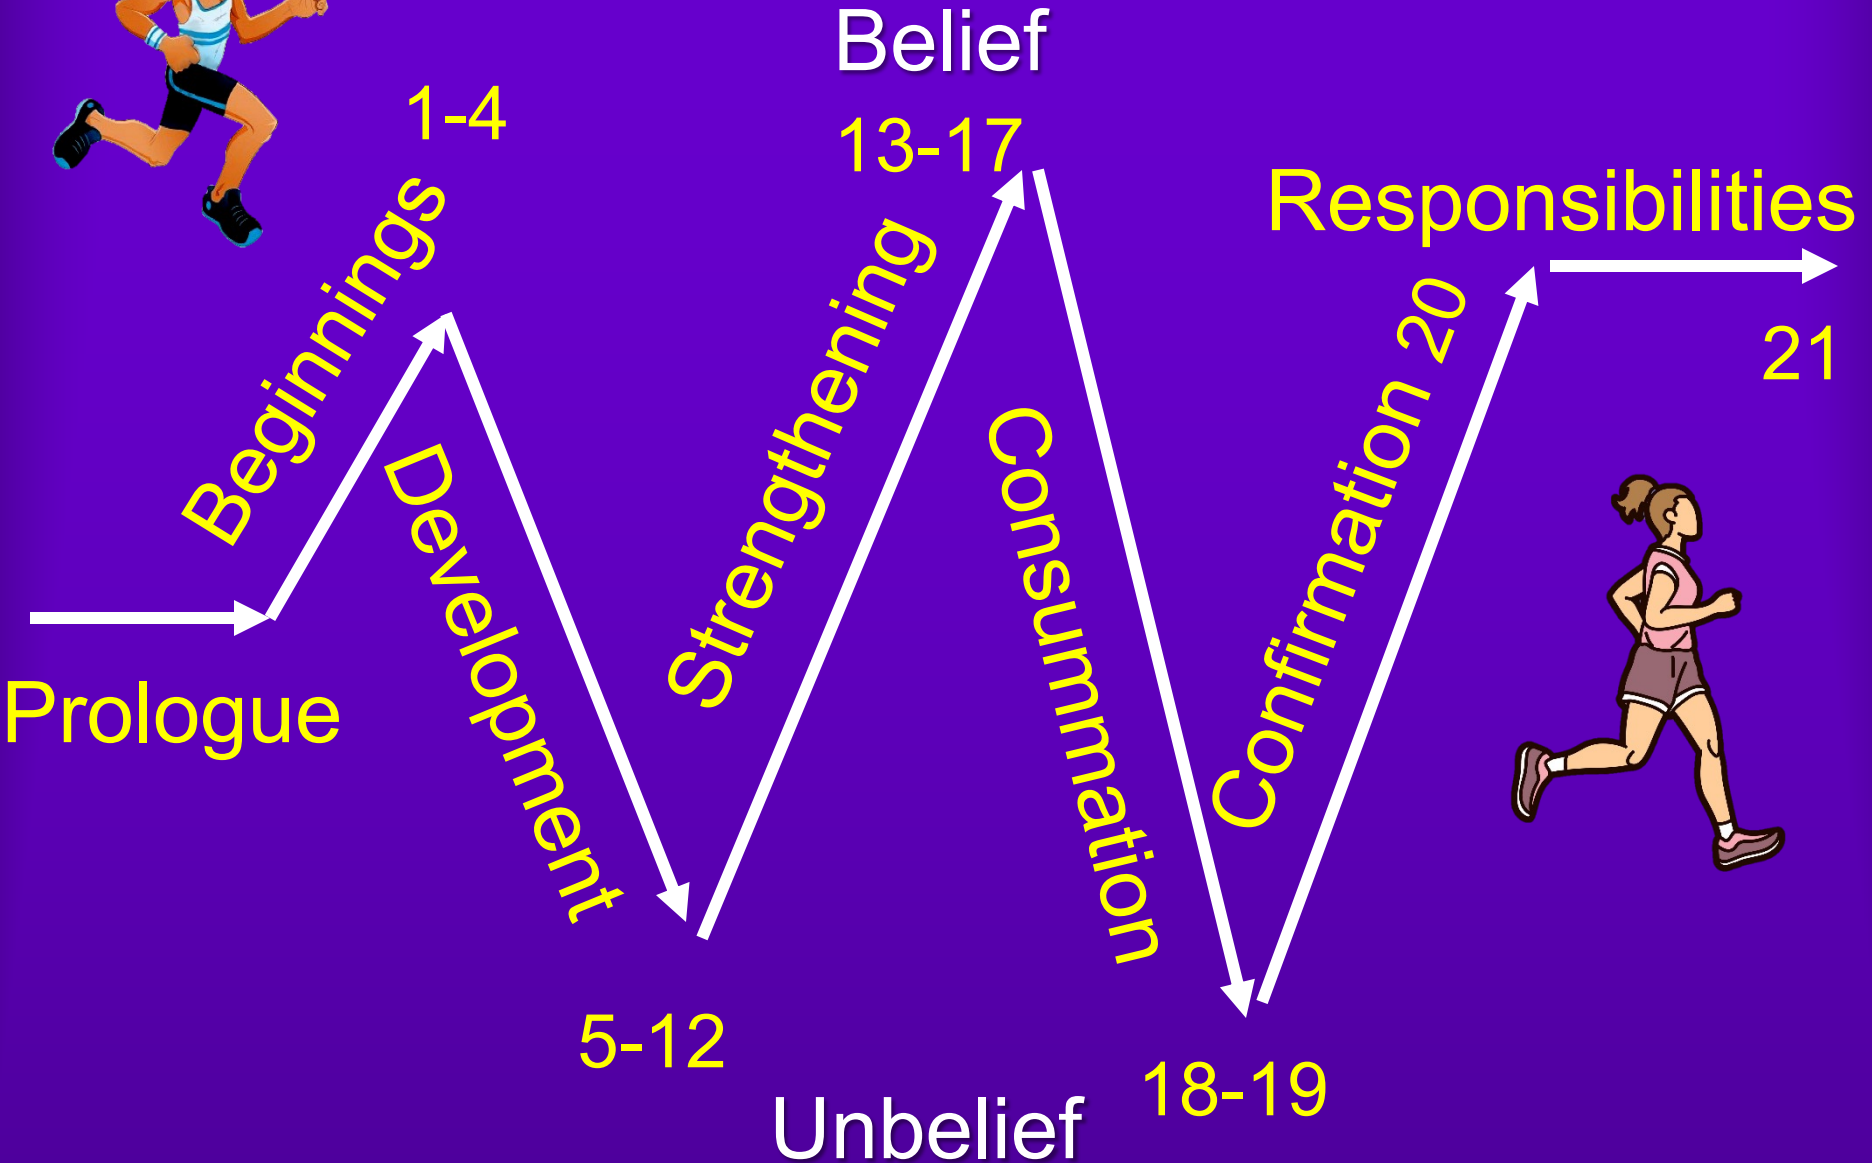 Belief
1-4
13-17
Responsibilities
Beginnings
Strengthening
Confirmation 20
21
Development
Consummation
Prologue
5-12
18-19
Unbelief